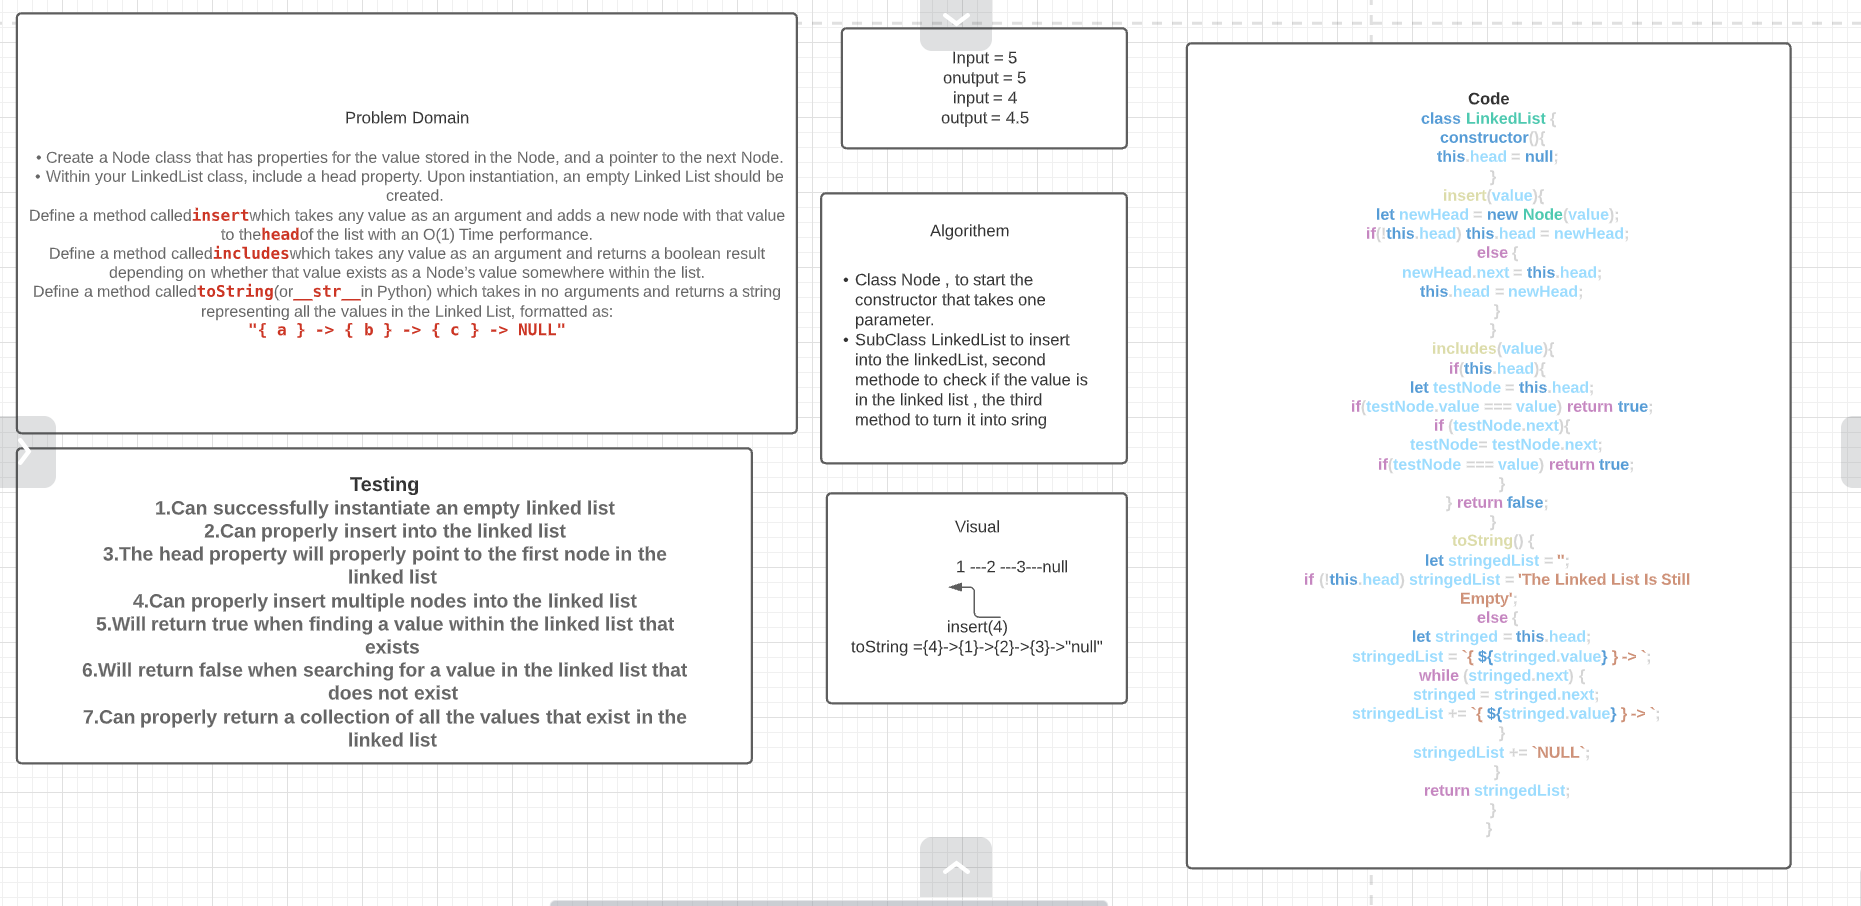 Problem Domain
• Create a Node class that has properties for the value stored in the Node, and a pointer to the next Node.
• Within your LinkedList class, include a head property. Upon instantiation, an empty Linked List should be
created.
Define a method calledinsertwhich takes any value as an argument and adds a new node with that value
to theheadof the list with an O(1) Time performance.
Define a method calledincludeswhich takes any value as an argument and returns a boolean result
depending on whether that value exists as a Node’s value somewhere within the list.
Define a method calledtoString(or__str__in Python) which takes in no arguments and returns a string
representing all the values in the Linked List, formatted as:
"{ a } -> { b } -> { c } -> NULL"
Testing
1.Can successfully instantiate an empty linked list
2.Can properly insert into the linked list
3.The head property will properly point to the first node in the
linked list
4.Can properly insert multiple nodes into the linked list
5.Will return true when finding a value within the linked list that
exists
6.Will return false when searching for a value in the linked list that
does not exist
7.Can properly return a collection of all the values that exist in the
linked list
Input = 5
onutput = 5
input = 4
output = 4.5
Algorithem
• Class Node , to start the
constructor that takes one
parameter.
• SubClass LinkedList to insert
into the linkedList, second
methode to check if the value is
in the linked list , the third
method to turn it into sring
Visual
1 ---2 ---3---null
insert(4)
toString ={4}->{1}->{2}->{3}->"null"
Code
class LinkedList {
constructor(){
this.head = null;
}
insert(value){
let newHead = new Node(value);
if(!this.head) this.head = newHead;
else {
newHead.next = this.head;
this.head = newHead;
}
}
includes(value){
if(this.head){
let testNode = this.head;
if(testNode.value === value) return true;
if (testNode.next){
testNode= testNode.next;
if(testNode === value) return true;
}
} return false;
}
toString() {
let stringedList = '';
if (!this.head) stringedList = 'The Linked List Is Still
Empty';
else {
let stringed = this.head;
stringedList = `{ ${stringed.value} } -> `;
while (stringed.next) {
stringed = stringed.next;
stringedList += `{ ${stringed.value} } -> `;
}
stringedList += `NULL`;
}
return stringedList;
}
}